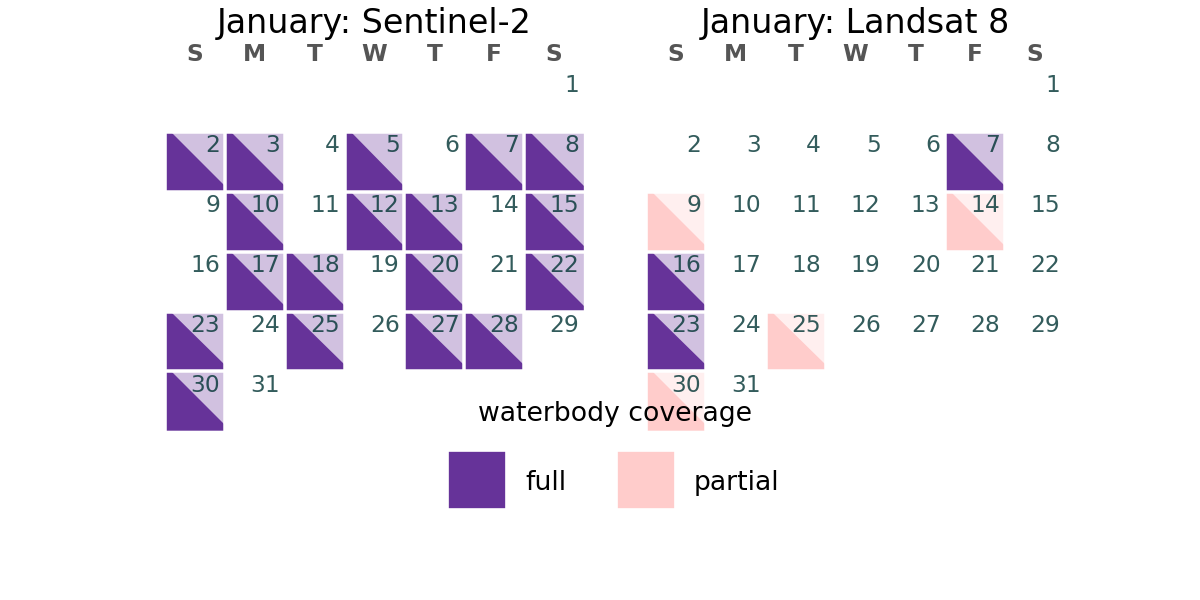 January: Sentinel-2
S M T W T F S
1
2 3 4 5 6 7 8
9 10 11 12 13 14 15
16 17 18 19 20 21 22
23 24 25 26 27 28 29
30 31
January: Landsat 8
S M T W T F S
1
2 3 4 5 6 7 8
9 10 11 12 13 14 15
16 17 18 19 20 21 22
23 24 25 26 27 28 29
30 31
waterbody coverage
full partial